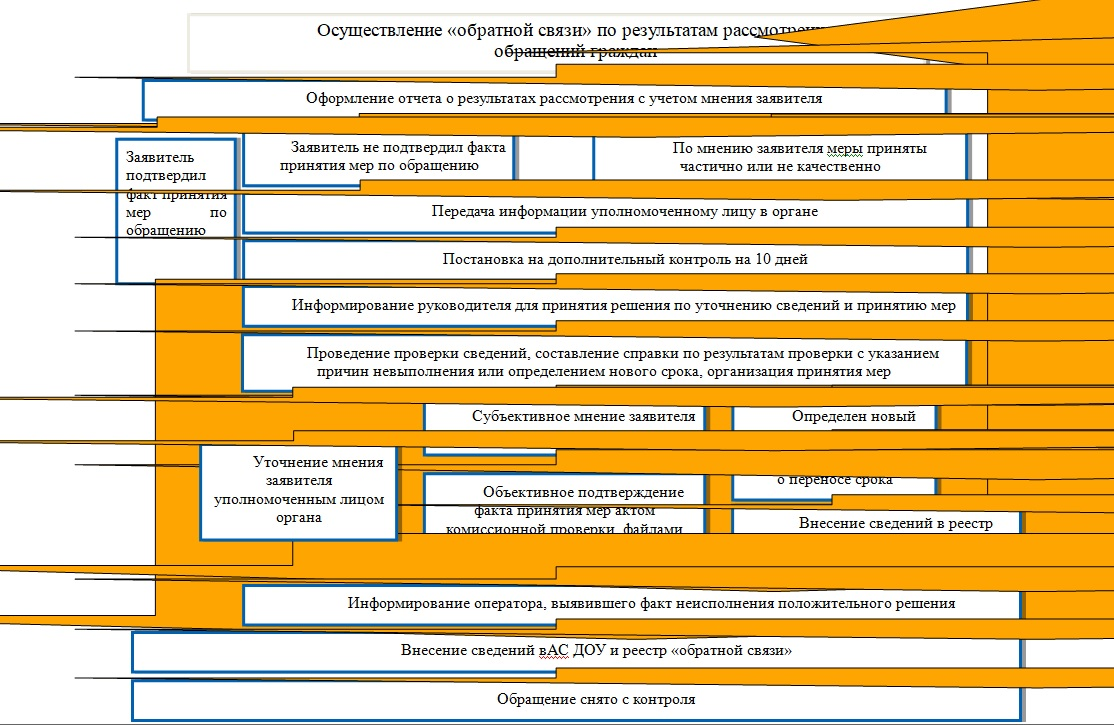 Осуществление «обратной связи» по результатам
обращений граждан
Оформление отчета о результатах рассмотрения с учетом мнения заявителя
Заявитель
подтвердил
факт принятия
мер по
обращению
Заявитель не подтвердил факта
принятия мер по обращению
По мнению заявителя меры приняты
частично или не качественно
Передача информации уполномоченному лицу в органе
Постановка на дополнительный контроль на 10 дней
Информирование руководителя для принятия решения по уточнению сведений и принятию мер
Проведение проверки сведений, составление справки по результатам проверки с указанием
причин невыполнения или определением нового срока, организация принятия мер
Субъективное мнение заявителя
Определен новый
Уточнение мнения
заявителя
уполномоченным лицом
органа
Объективное подтверждение
факта принятия мер актом
комиссионной проверки, файлами
о переносе срока
Внесение сведений в реестр
Информирование оператора, выявившего факт неисполнения положительного решения
Внесение сведений вАС ДОУ и реестр «обратной связи»
Обращение снято с контроля